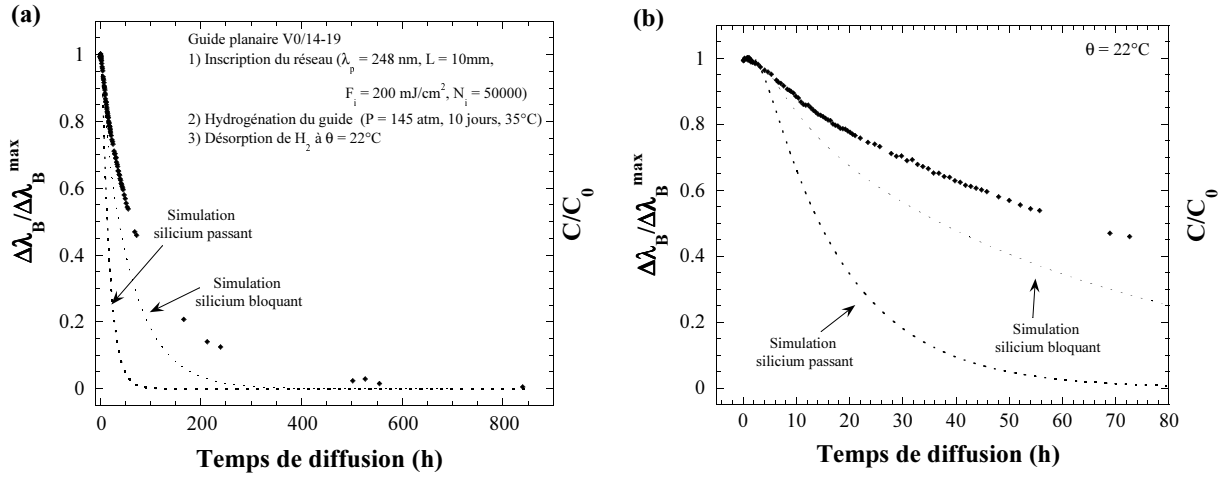 (a)
Guide planaire V0/14-19
1) Inscription du réseau (λp = 248 nm, L = 10mm,
Fi = 200 mJ/cm², Ni = 50000)
2) Hydrogénation du guide (P = 145 atm, 10 jours, 35°C)
3) Désorption de H2 à θ = 22°C
1
0.8
0.6
0.4
0.2
0
ΔλB/ΔλBmax
C/C0
Simulation
silicium passant
Simulation
silicium bloquant
0 200 400 600 800
Temps de diffusion (h)
(b)
θ = 22°C
1
0.8
0.6
0.4
0.2
0
ΔλB/ΔλBmax
C/C0
Simulation
silicium passant
Simulation
silicium bloquant
0 10 20 30 40 50 60 70 80
Temps de diffusion (h)